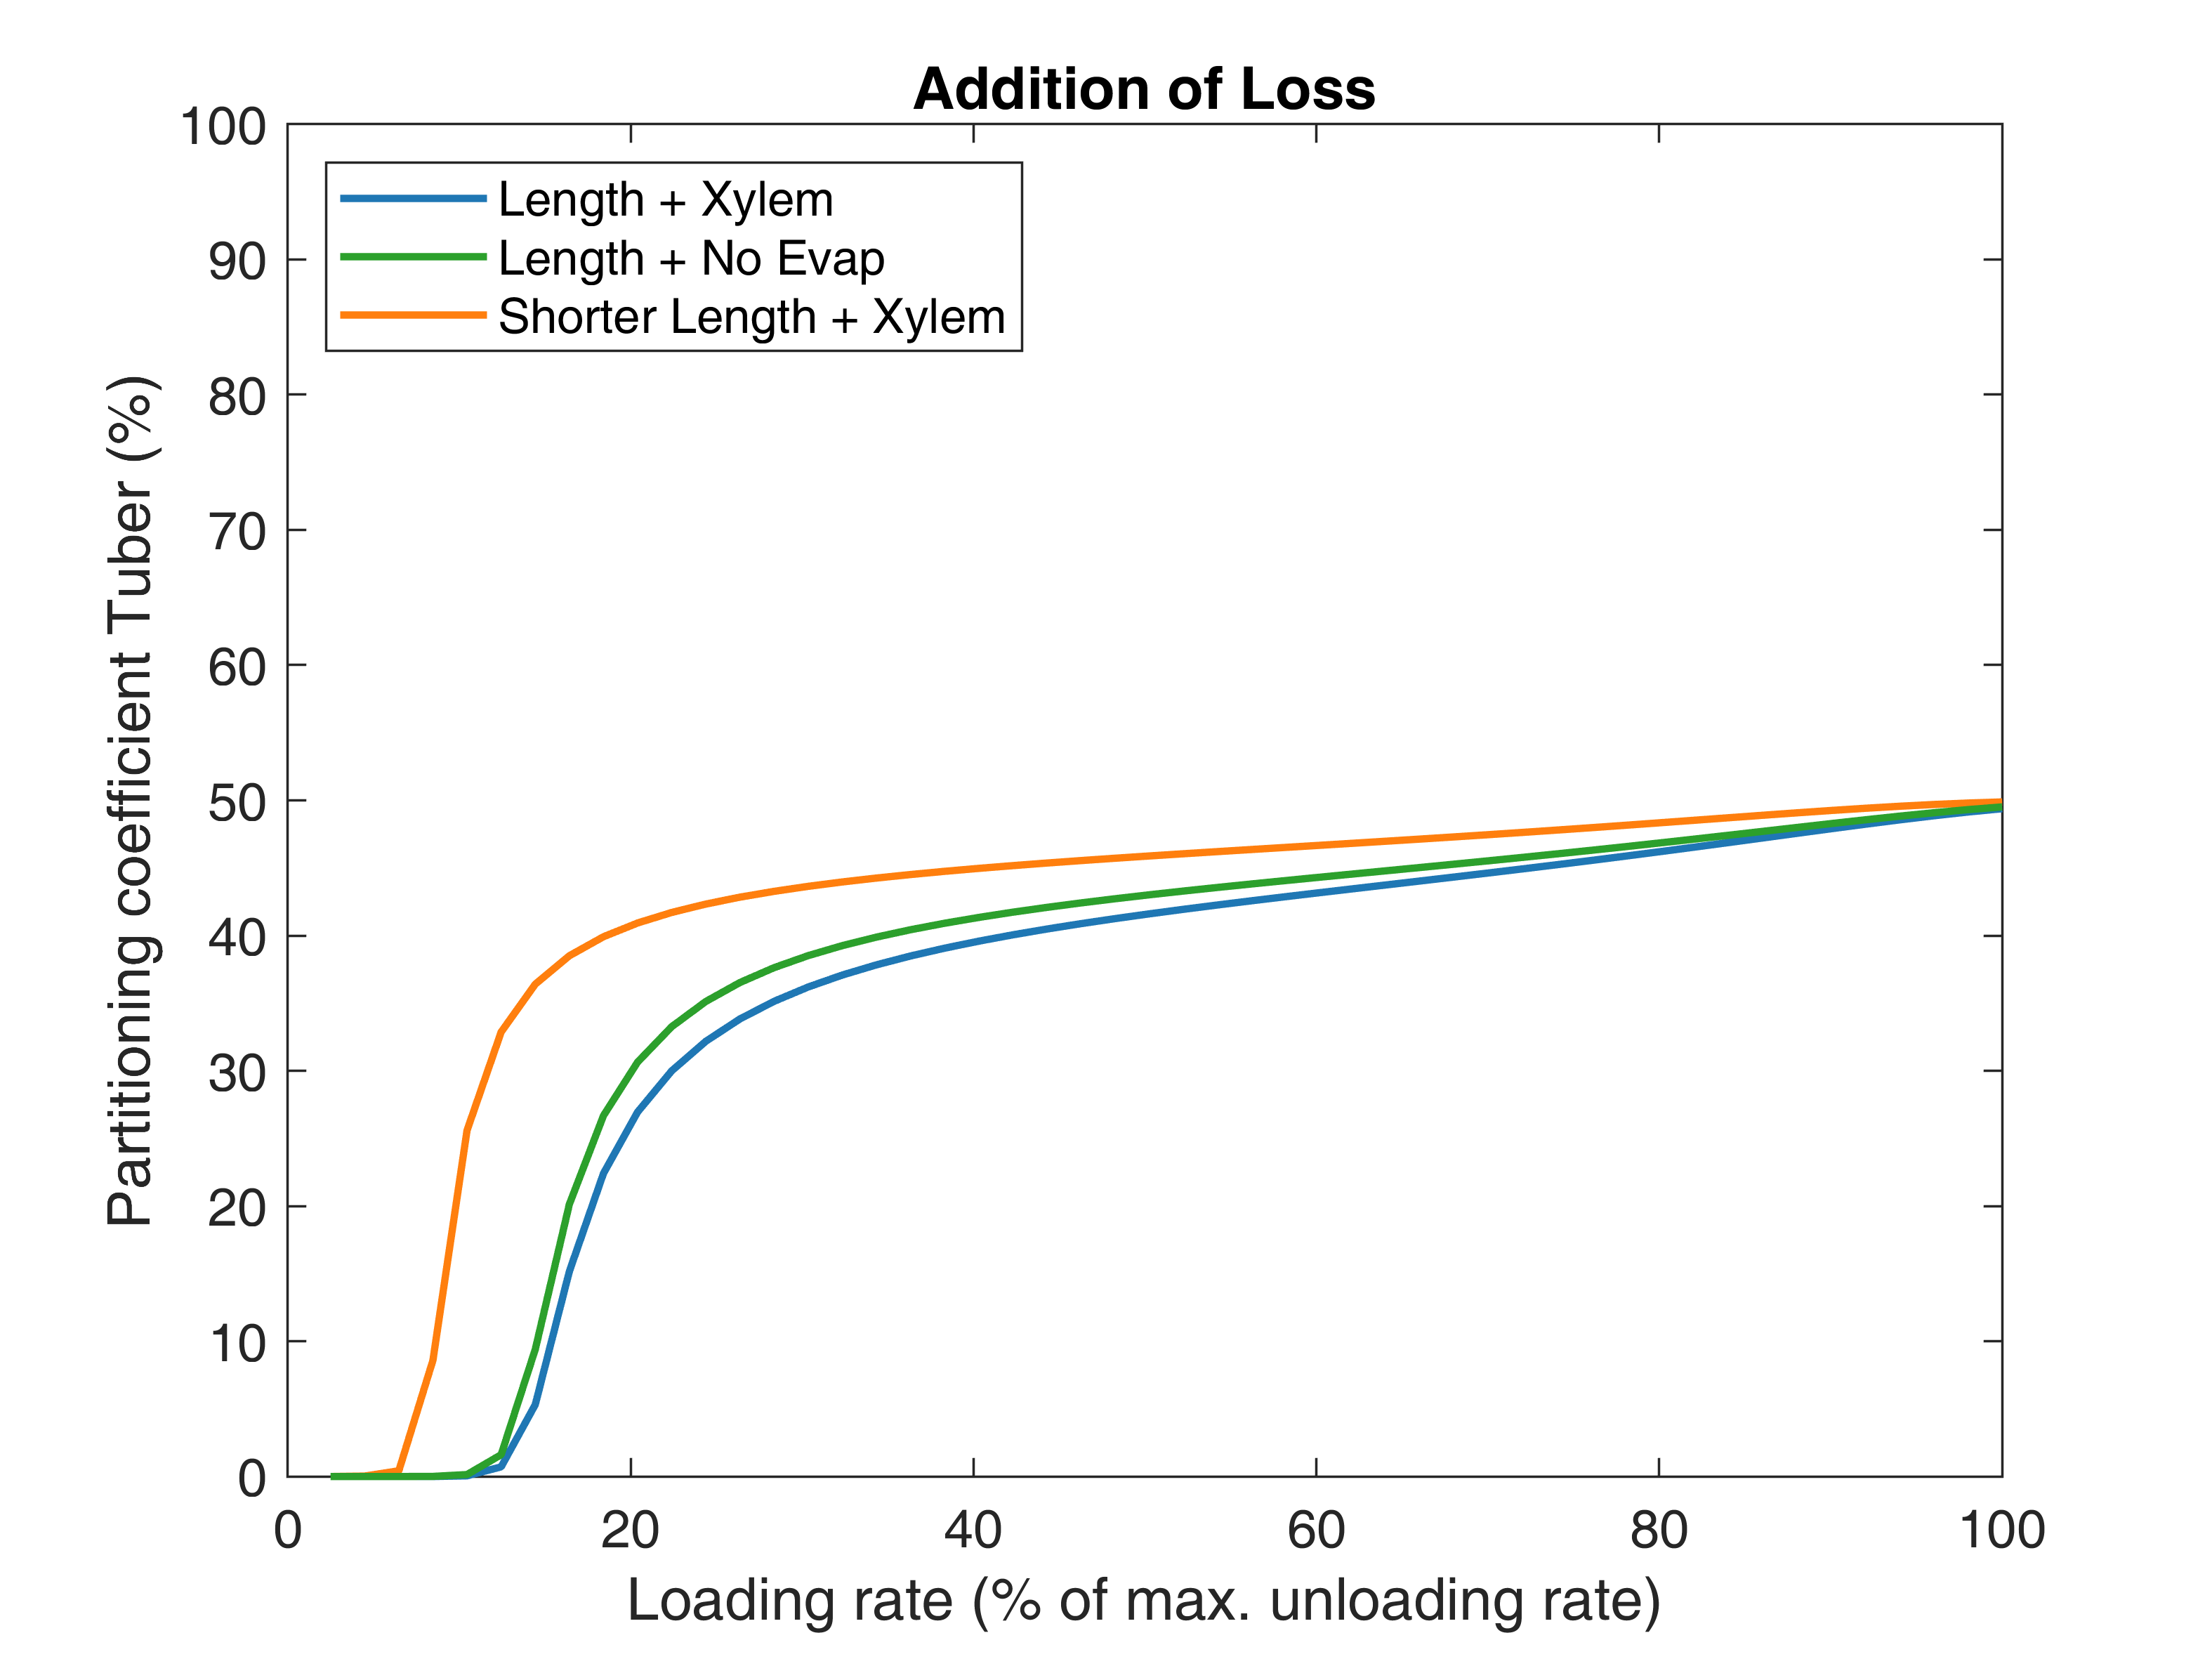 Addition of Loss
100
90
80
70
60
50
40
30
20
10
0
Partitioning coefficient Tuber (%)
Length + Xylem
Length + No Evap
Shorter Length + Xylem
0 20 40 60 80 100
Loading rate (% of max. unloading rate)